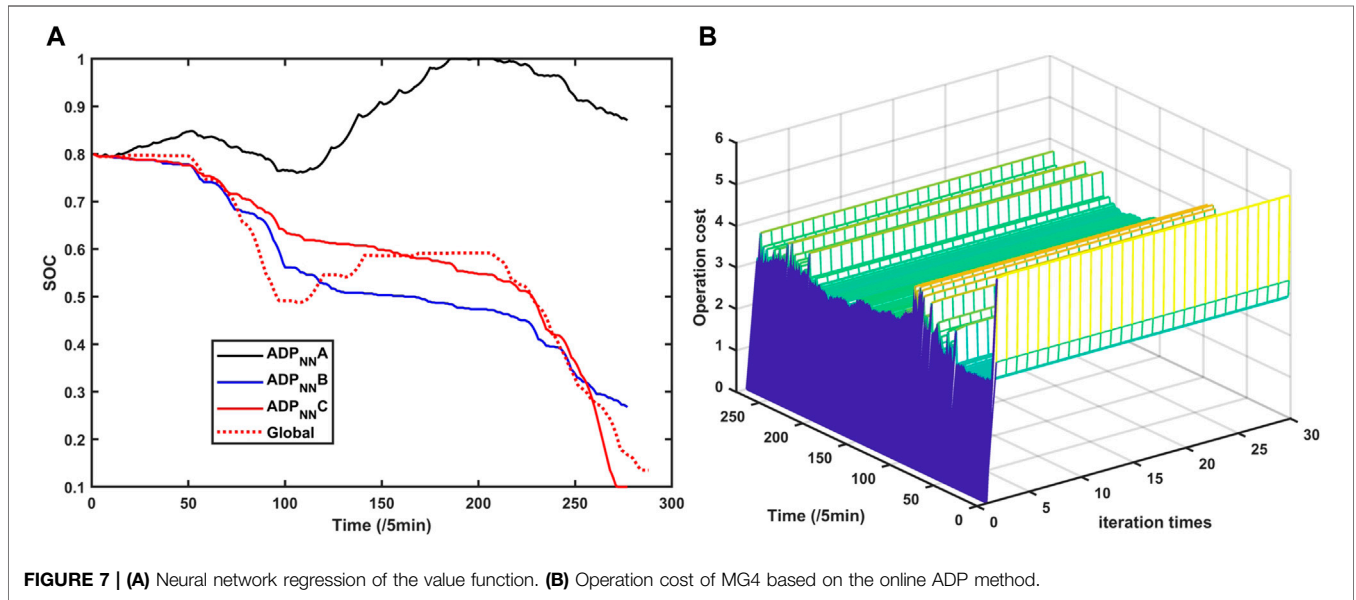 A
B
1
0.9
0.8
0.7
0.6
0.5
0.4
0.3
0.2
0.1
SOC
ADP_NN A
ADP_NN B
ADP_NN C
Global
0 50 100 150 200 250 300
Time (/5min)
6
5
4
3
2
1
0
Operation cost
250
200
150
100
50
0
Time (/5min)
0
5
10
15
20
25
30
iteration times
FIGURE 7 | (A) Neural network regression of the value function. (B) Operation cost of MG4 based on the online ADP method.